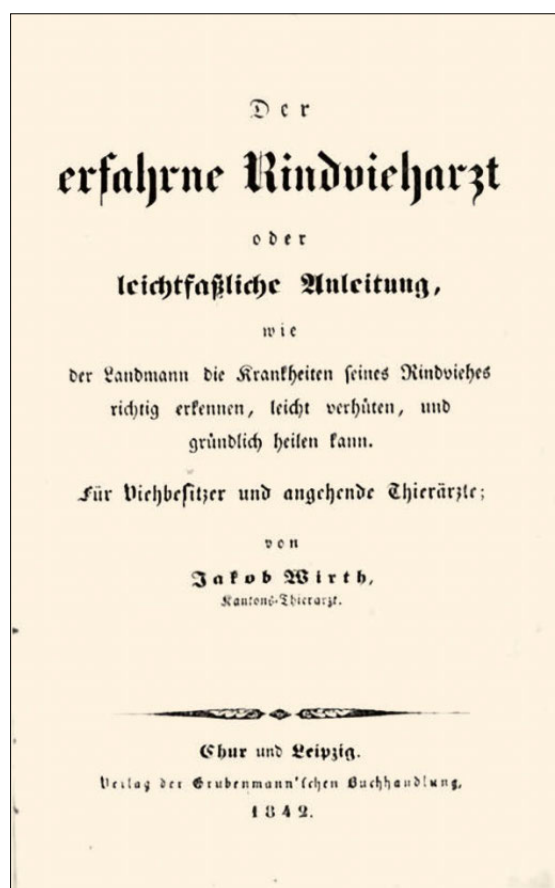 Der
erfahrne Rindvieharzt
oder
leichtfaßliche Anleitung,
wie
der Landmann die Krankheiten seines Rindviehes
richtig erkennen, leicht verhüten, und
gründlich heilen kann.
Für Viehbesitzer und angehende Thierärzte;
von
Jakob Wirth,
Kantons-Thierarzt.
Chur und Leipzig.
Verlag der Grubenmann'schen Buchhandlung.
1842.